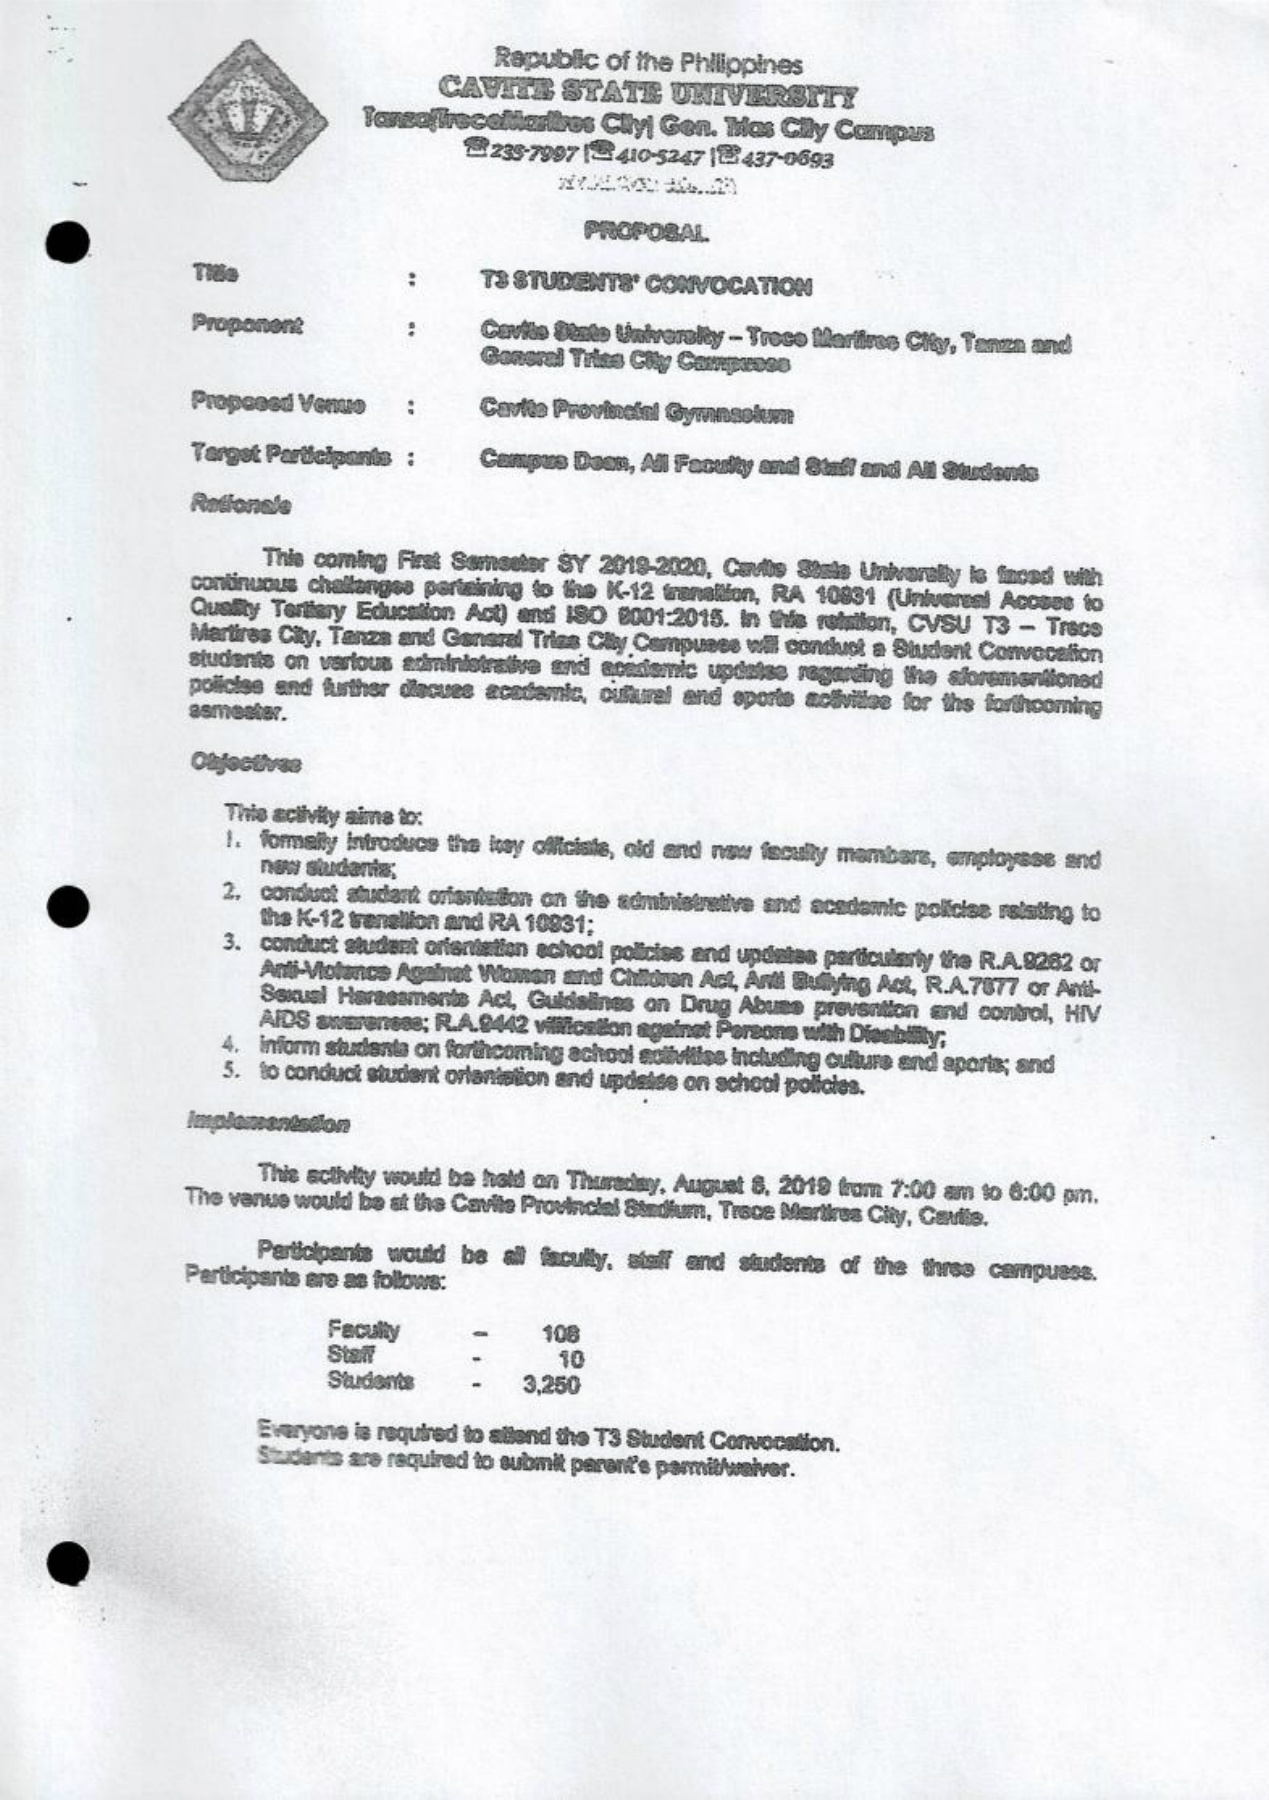 Republic of the Philippines
CAVITE STATE UNIVERSITY
Tanza|TreceMartires City| Gen. Trias City Campus
☎235-7997 |☎410-5247 |☎437-0693
PROPOSAL
Title : T3 STUDENTS' CONVOCATION
Proponent : Cavite State University – Trece Martires City, Tanza and
General Trias City Campuses
Proposed Venue : Cavite Provincial Gymnasium
Target Participants : Campus Dean, All Faculty and Staff and All Students
Rationale
This coming First Semester SY 2019-2020, Cavite State University is faced with
continuous challenges pertaining to the K-12 transition, RA 10931 (Universal Access to
Quality Tertiary Education Act) and ISO 9001:2015. In this relation, CVSU T3 – Trece
Martires City, Tanza and General Trias City Campuses will conduct a Student Convocation
students on various administrative and academic updates regarding the aforementioned
policies and further discuss academic, cultural and sports activities for the forthcoming
semester.
Objectives
This activity aims to:
1. formally introduce the key officials, old and new faculty members, employees and
new students;
2. conduct student orientation on the administrative and academic policies relating to
the K-12 transition and RA 10931;
3. conduct student orientation school policies and updates particularly the R.A.9262 or
Anti-Violence Against Women and Children Act, Anti Bullying Act, R.A.7877 or Anti-
Sexual Harassments Act, Guidelines on Drug Abuse prevention and control, HIV
AIDS awareness; R.A.9442 vilification against Persons with Disability;
4. inform students on forthcoming school activities including culture and sports; and
5. to conduct student orientation and updates on school policies.
Implementation
This activity would be held on Thursday, August 8, 2019 from 7:00 am to 6:00 pm.
The venue would be at the Cavite Provincial Stadium, Trece Martires City, Cavite.
Participants would be all faculty, staff and students of the three campuses.
Participants are as follows:
Faculty –
Staff - 10
Students - 3,250
Everyone is required to attend the T3 Student Convocation.
Students are required to submit parent's permit/waiver.